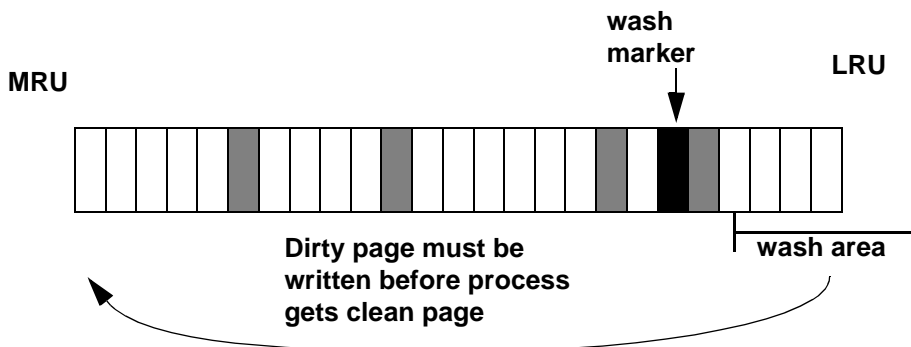 wash
marker
MRU
LRU
wash area
Dirty page must be
written before process
gets clean page